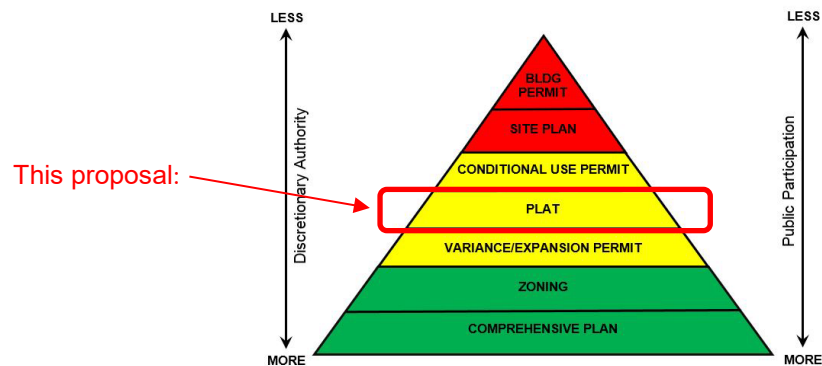 LESS
LESS
BLDG
PERMIT
SITE PLAN
CONDITIONAL USE PERMIT
This proposal:
Discretionary Authority
PLAT
Public Participation
VARIANCE/EXPANSION PERMIT
ZONING
COMPREHENSIVE PLAN
MORE
MORE